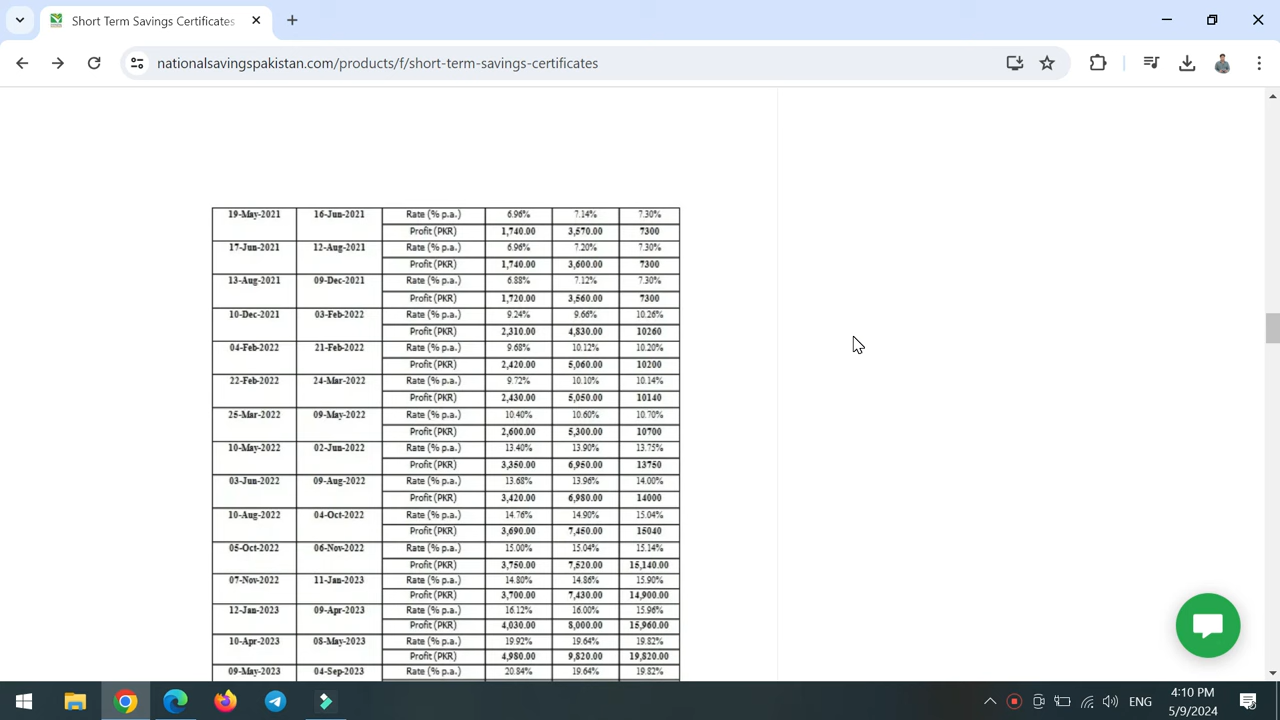 Short Term Savings Certificates
nationalsavingspakistan.com/products/f/short-term-savings-certificates
19-May-2021 16-Jun-2021 Rate (% p.a.) 6.96% 7.14% 7.30%
Profit (PKR) 1,740.00 3,570.00 7300
17-Jun-2021 12-Aug-2021 Rate (% p.a.) 6.96% 7.20% 7.30%
Profit (PKR) 1,740.00 3,600.00 7300
13-Aug-2021 09-Dec-2021 Rate (% p.a.) 6.88% 7.12% 7.30%
Profit (PKR) 1,720.00 3,560.00 7300
10-Dec-2021 03-Feb-2022 Rate (% p.a.) 9.24% 9.66% 10.26%
Profit (PKR) 2,310.00 4,830.00 10260
04-Feb-2022 21-Feb-2022 Rate (% p.a.) 9.68% 10.12% 10.20%
Profit (PKR) 2,420.00 5,060.00 10200
22-Feb-2022 24-Mar-2022 Rate (% p.a.) 9.72% 10.10% 10.14%
Profit (PKR) 2,430.00 5,050.00 10140
25-Mar-2022 09-May-2022 Rate (% p.a.) 10.40% 10.60% 10.70%
Profit (PKR) 2,600.00 5,300.00 10700
10-May-2022 02-Jun-2022 Rate (% p.a.) 13.40% 13.90% 13.75%
Profit (PKR) 3,350.00 6,950.00 13750
03-Jun-2022 09-Aug-2022 Rate (% p.a.) 13.68% 13.96% 14.00%
Profit (PKR) 3,420.00 6,980.00 14000
10-Aug-2022 04-Oct-2022 Rate (% p.a.) 14.76% 14.90% 15.04%
Profit (PKR) 3,690.00 7,450.00 15040
05-Oct-2022 06-Nov-2022 Rate (% p.a.) 15.00% 15.04% 15.14%
Profit (PKR) 3,750.00 7,520.00 15,140.00
07-Nov-2022 11-Jan-2023 Rate (% p.a.) 14.80% 14.86% 15.90%
Profit (PKR) 3,700.00 7,430.00 14,900.00
12-Jan-2023 09-Apr-2023 Rate (% p.a.) 16.12% 16.00% 15.96%
Profit (PKR) 4,030.00 8,000.00 15,960.00
10-Apr-2023 08-May-2023 Rate (% p.a.) 19.92% 19.64% 19.82%
Profit (PKR) 4,980.00 9,820.00 19,820.00
09-May-2023 04-Sep-2023 Rate (% p.a.) 20.84% 19.64% 19.82%
ENG
4:10 PM
5/9/2024